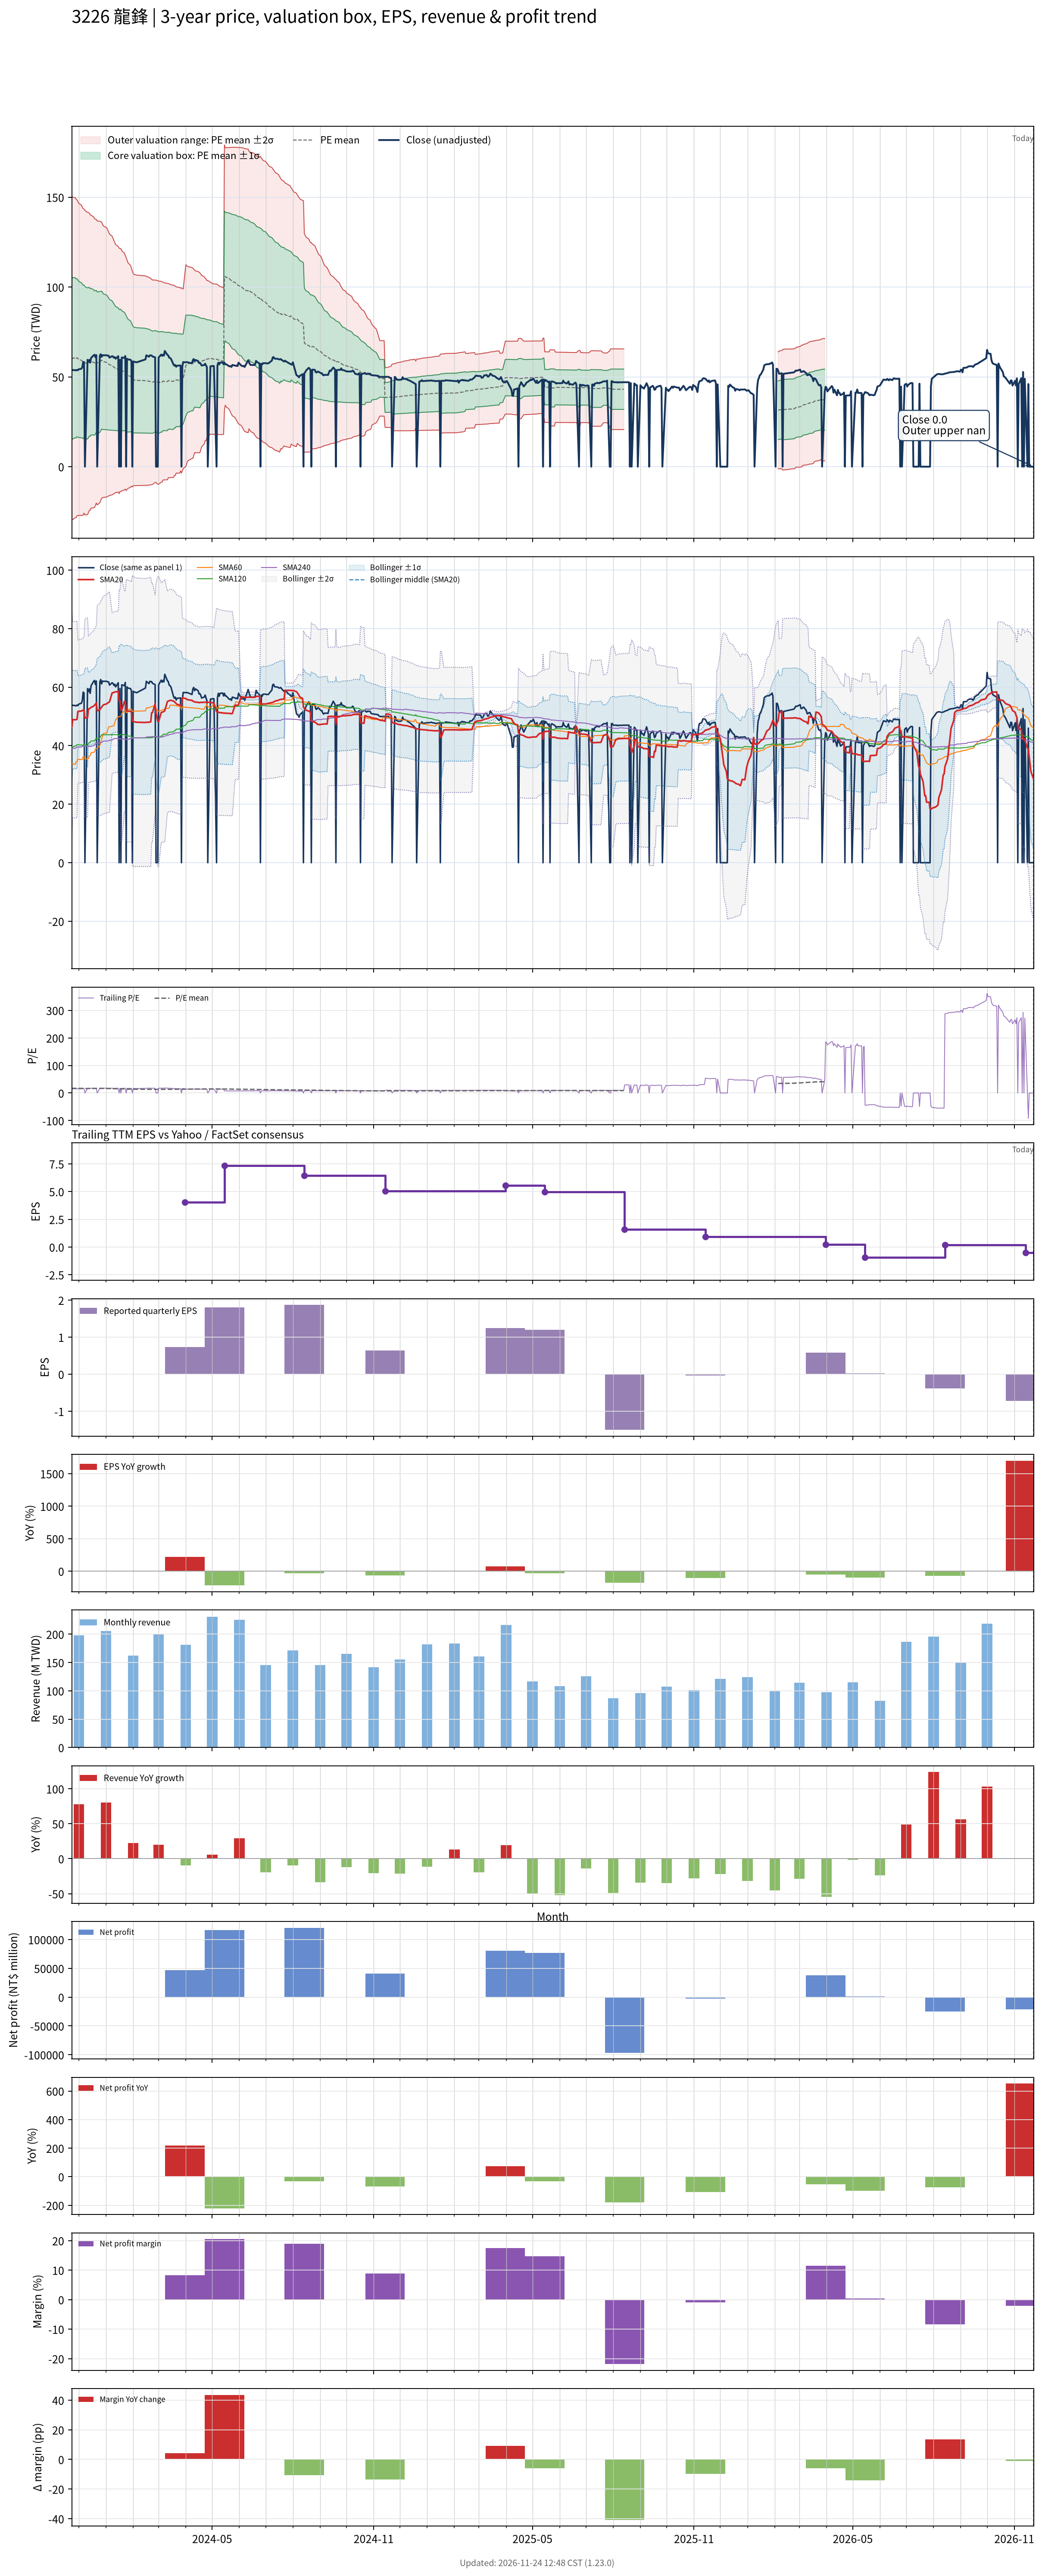 3226 龍鋒 | 3-year price, valuation box, EPS, revenue & profit trend
Outer valuation range: PE mean ±2σ
PE mean
Close (unadjusted)
Core valuation box: PE mean ±1σ
Today
Price (TWD)
150
100
50
0
Close 0.0
Outer upper nan
Close (same as panel 1)
SMA20
SMA60
SMA120
SMA240
Bollinger ±2σ
Bollinger ±1σ
Bollinger middle (SMA20)
Price
100
80
60
40
20
0
-20
Trailing P/E
P/E mean
P/E
300
200
100
0
-100
Trailing TTM EPS vs Yahoo / FactSet consensus
Today
EPS
7.5
5.0
2.5
0.0
-2.5
Reported quarterly EPS
EPS
2
1
0
-1
EPS YoY growth
YoY (%)
1500
1000
500
0
Monthly revenue
Revenue (M TWD)
200
150
100
50
0
Revenue YoY growth
YoY (%)
100
50
0
-50
Month
Net profit
Net profit (NT$ million)
100000
50000
0
-50000
-100000
Net profit YoY
YoY (%)
600
400
200
0
-200
Net profit margin
Margin (%)
20
10
0
-10
-20
Margin YoY change
Δ margin (pp)
40
20
0
-20
-40
2024-05
2024-11
2025-05
2025-11
2026-05
2026-11
Updated: 2026-11-24 12:48 CST (1.23.0)